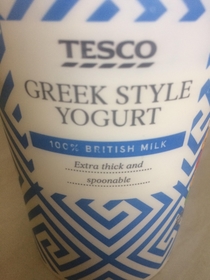 TESCO
GREEK STYLE
YOGURT
100% BRITISH MILK
Extra thick and
spoonable